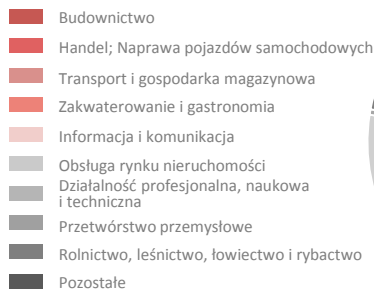 Budownictwo
Handel; Naprawa pojazdów samochodowych
Transport i gospodarka magazynowa
Zakwaterowanie i gastronomia
Informacja i komunikacja
Obsługa rynku nieruchomości
Działalność profesjonalna, naukowa
i techniczna
Przetwórstwo przemysłowe
Rolnictwo, leśnictwo, łowiectwo i rybactwo
Pozostałe